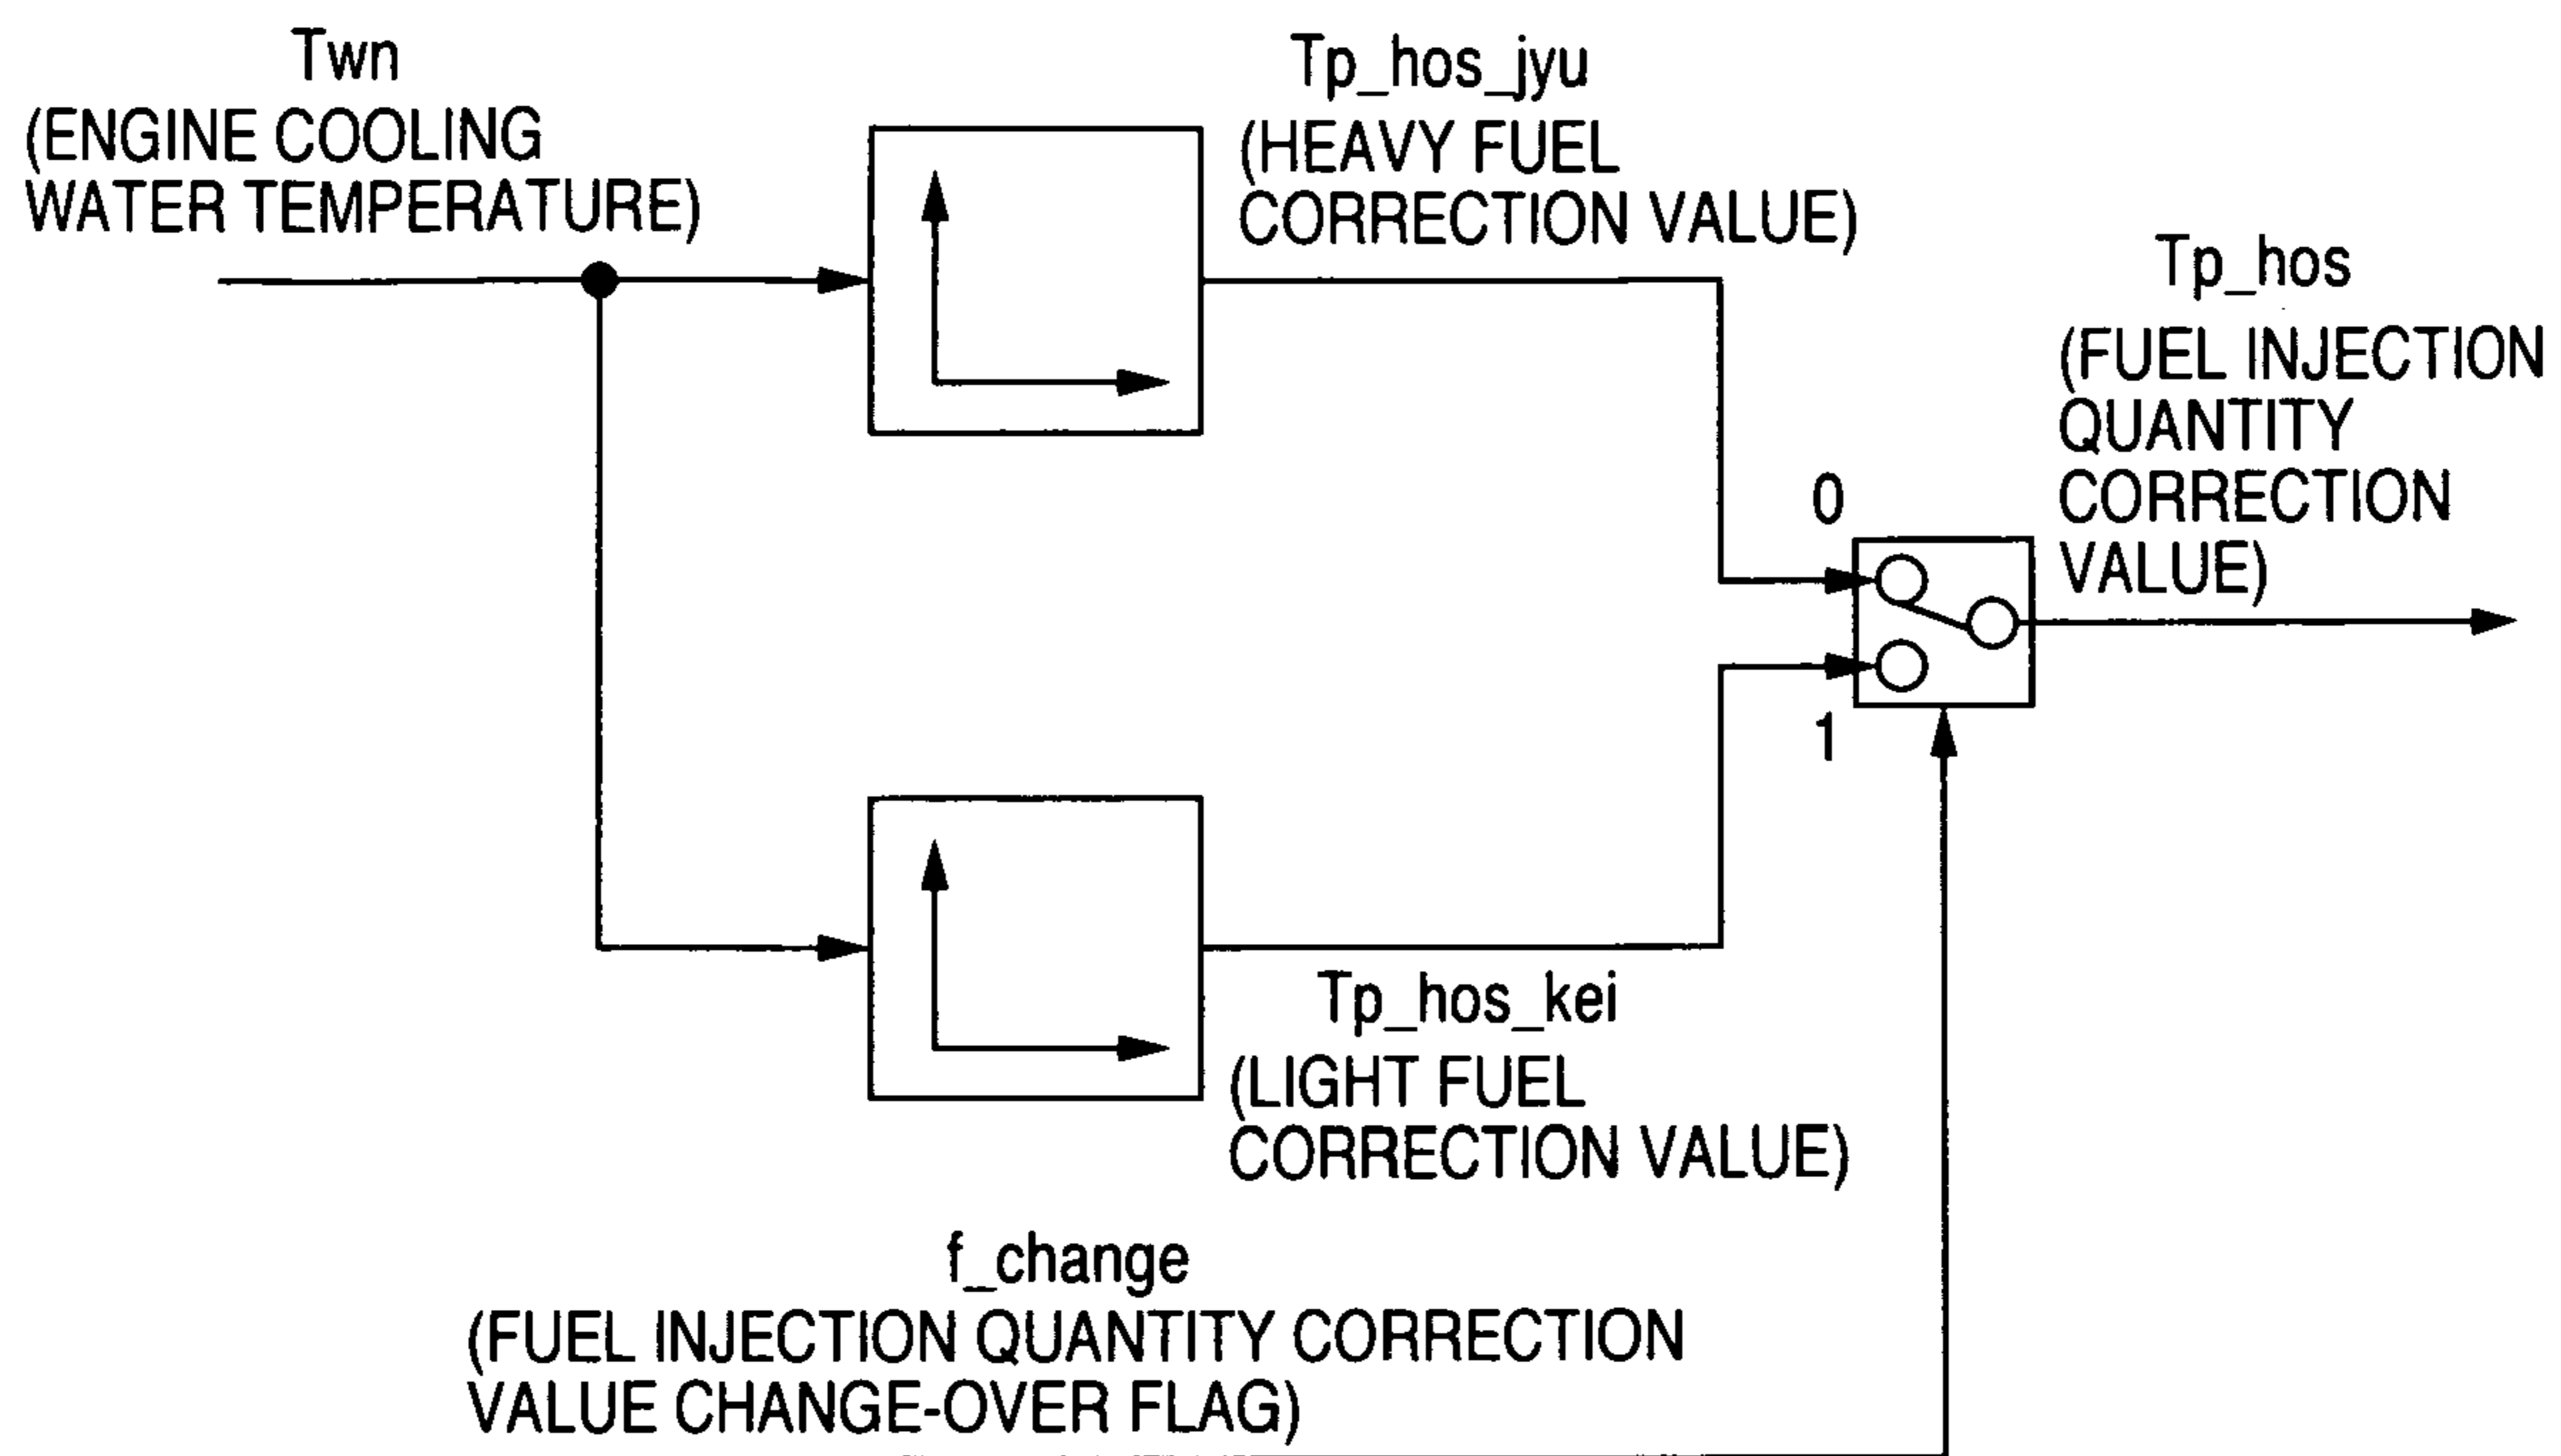 Twn
(ENGINE COOLING
WATER TEMPERATURE)
Tp_hos_jyu
(HEAVY FUEL
CORRECTION VALUE)
Tp_hos
(FUEL INJECTION
QUANTITY
CORRECTION
VALUE)
0
1
Tp_hos_kei
(LIGHT FUEL
CORRECTION VALUE)
f_change
(FUEL INJECTION QUANTITY CORRECTION
VALUE CHANGE-OVER FLAG)